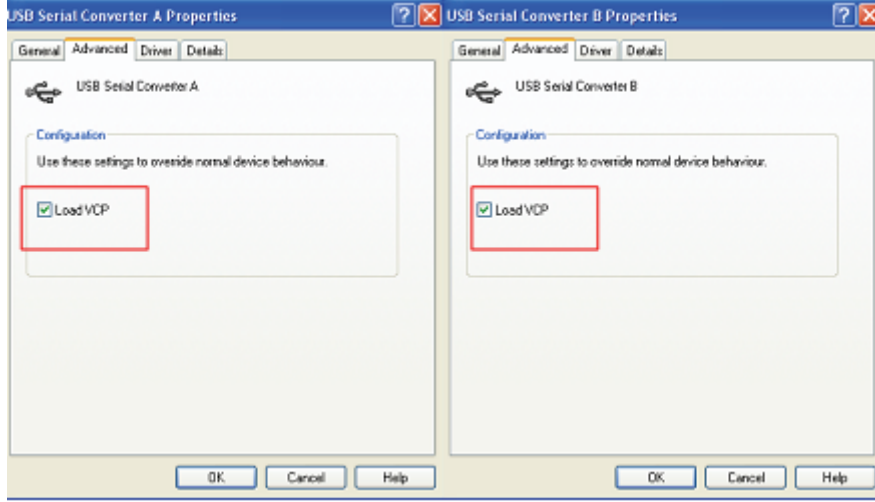 USB Serial Converter A Properties
General Advanced Driver Details
USB Serial Converter A
Configuration
Use these settings to override normal device behaviour.
Load VCP
OK Cancel Help
USB Serial Converter B Properties
General Advanced Driver Details
USB Serial Converter B
Configuration
Use these settings to override normal device behaviour.
Load VCP
OK Cancel Help